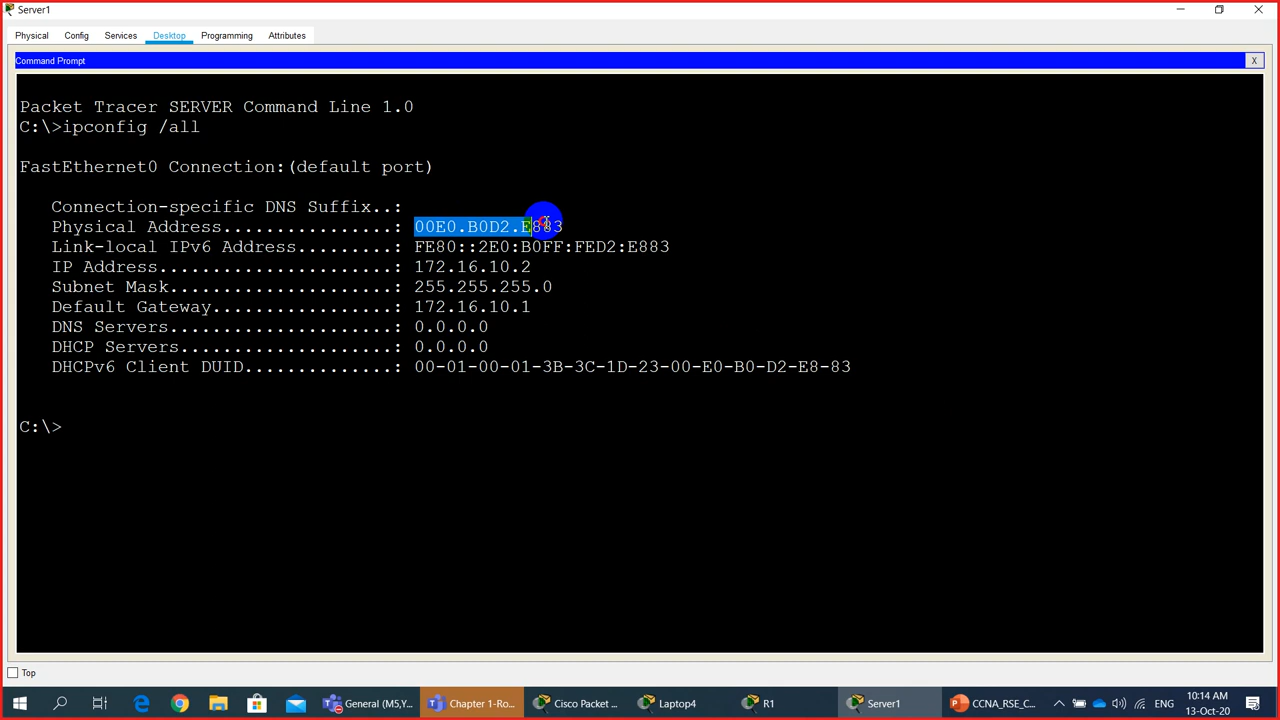 Server1
Physical Config Services Desktop Programming Attributes
Command Prompt X
Packet Tracer SERVER Command Line 1.0
C:\>ipconfig /all
FastEthernet0 Connection:(default port)
Connection-specific DNS Suffix..:
Physical Address................: 00E0.B0D2.E883
Link-local IPv6 Address.........: FE80::2E0:B0FF:FED2:E883
IP Address......................: 172.16.10.2
Subnet Mask.....................: 255.255.255.0
Default Gateway.................: 172.16.10.1
DNS Servers.....................: 0.0.0.0
DHCP Servers....................: 0.0.0.0
DHCPv6 Client DUID..............: 00-01-00-01-3B-3C-1D-23-00-E0-B0-D2-E8-83
C:\>
Top
General (M5,Y... Chapter 1-Ro... Cisco Packet ... Laptop4 R1 Server1 CCNA_RSE_C... ENG 10:14 AM
13-Oct-20